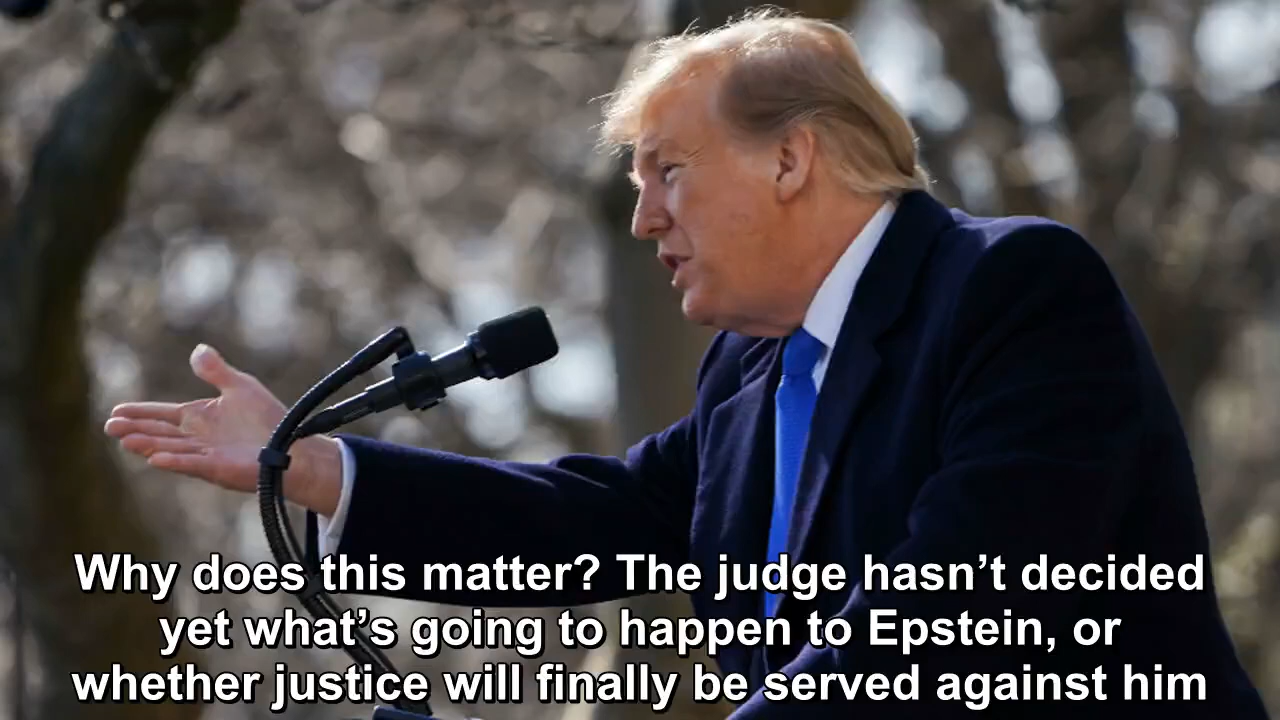 Why does this matter? The judge hasn’t decided
yet what’s going to happen to Epstein, or
whether justice will finally be served against him